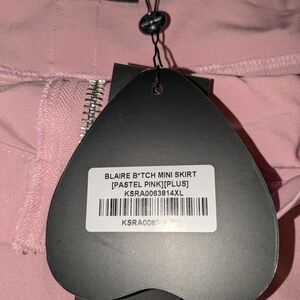 BLAIRE B*TCH MINI SKIRT
[PASTEL PINK][PLUS]
KSRA0063814XL